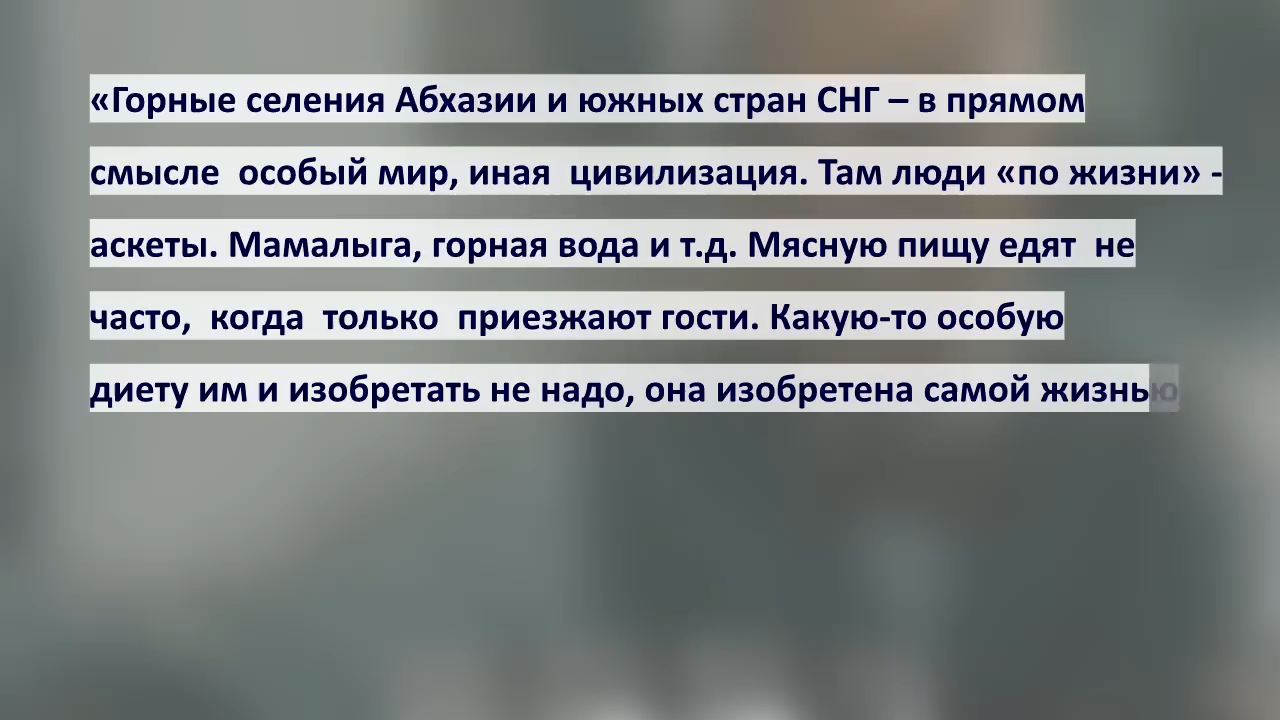 «Горные селения Абхазии и южных стран СНГ – в прямом
смысле  особый мир, иная  цивилизация. Там люди «по жизни» -
аскеты. Мамалыга, горная вода и т.д. Мясную пищу едят  не
часто,  когда  только  приезжают гости. Какую-то особую
диету им и изобретать не надо, она изобретена самой жизнью